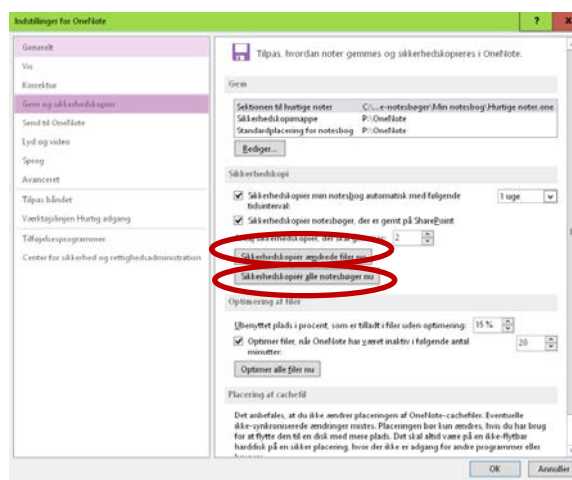 Indstillinger for OneNote
?
X
Generelt
Vis
Korrektur
Gem og sikkerhedskopier
Send til OneNote
Lyd og video
Sprog
Avanceret
Tilpas båndet
Værktøjslinjen Hurtig adgang
Tilføjelsesprogrammer
Center for sikkerhed og rettighedsadministration
Tilpas, hvordan noter gemmes og sikkerhedskopieres i OneNote.
Gem
Sektionen til hurtige noter C:\...e-notesbøger\Min notesbog\Hurtige noter.one
Sikkerhedskopimappe P:\OneNote
Standardplacering for notesbog P:\OneNote
Rediger...
Sikkerhedskopi
Sikkerhedskopier min notesbog automatisk med følgende 1 uge
tidsinterval:
Sikkerhedskopier notesbøger, der er gemt på SharePoint
sikkerhedskopier, der skal 2
Sikkerhedskopier ændrede filer nu
Sikkerhedskopier alle notesbøger nu
Optimering af filer
Ubenyttet plads i procent, som er tilladt i filer uden optimering: 15 %
Optimer filer, når OneNote har været inaktiv i følgende antal 20
minutter:
Optimer alle filer nu
Placering af cachefil
Det anbefales, at du ikke ændrer placeringen af OneNote-cachefiler. Eventuelle
ikke-synkroniserede ændringer mistes. Placeringen bør kun ændres, hvis du har brug
for at flytte den til en disk med mere plads. Det skal altid være på en ikke-flytbar
harddisk på en sikker placering, hvor der ikke er adgang for andre programmer eller
OK
Annuller